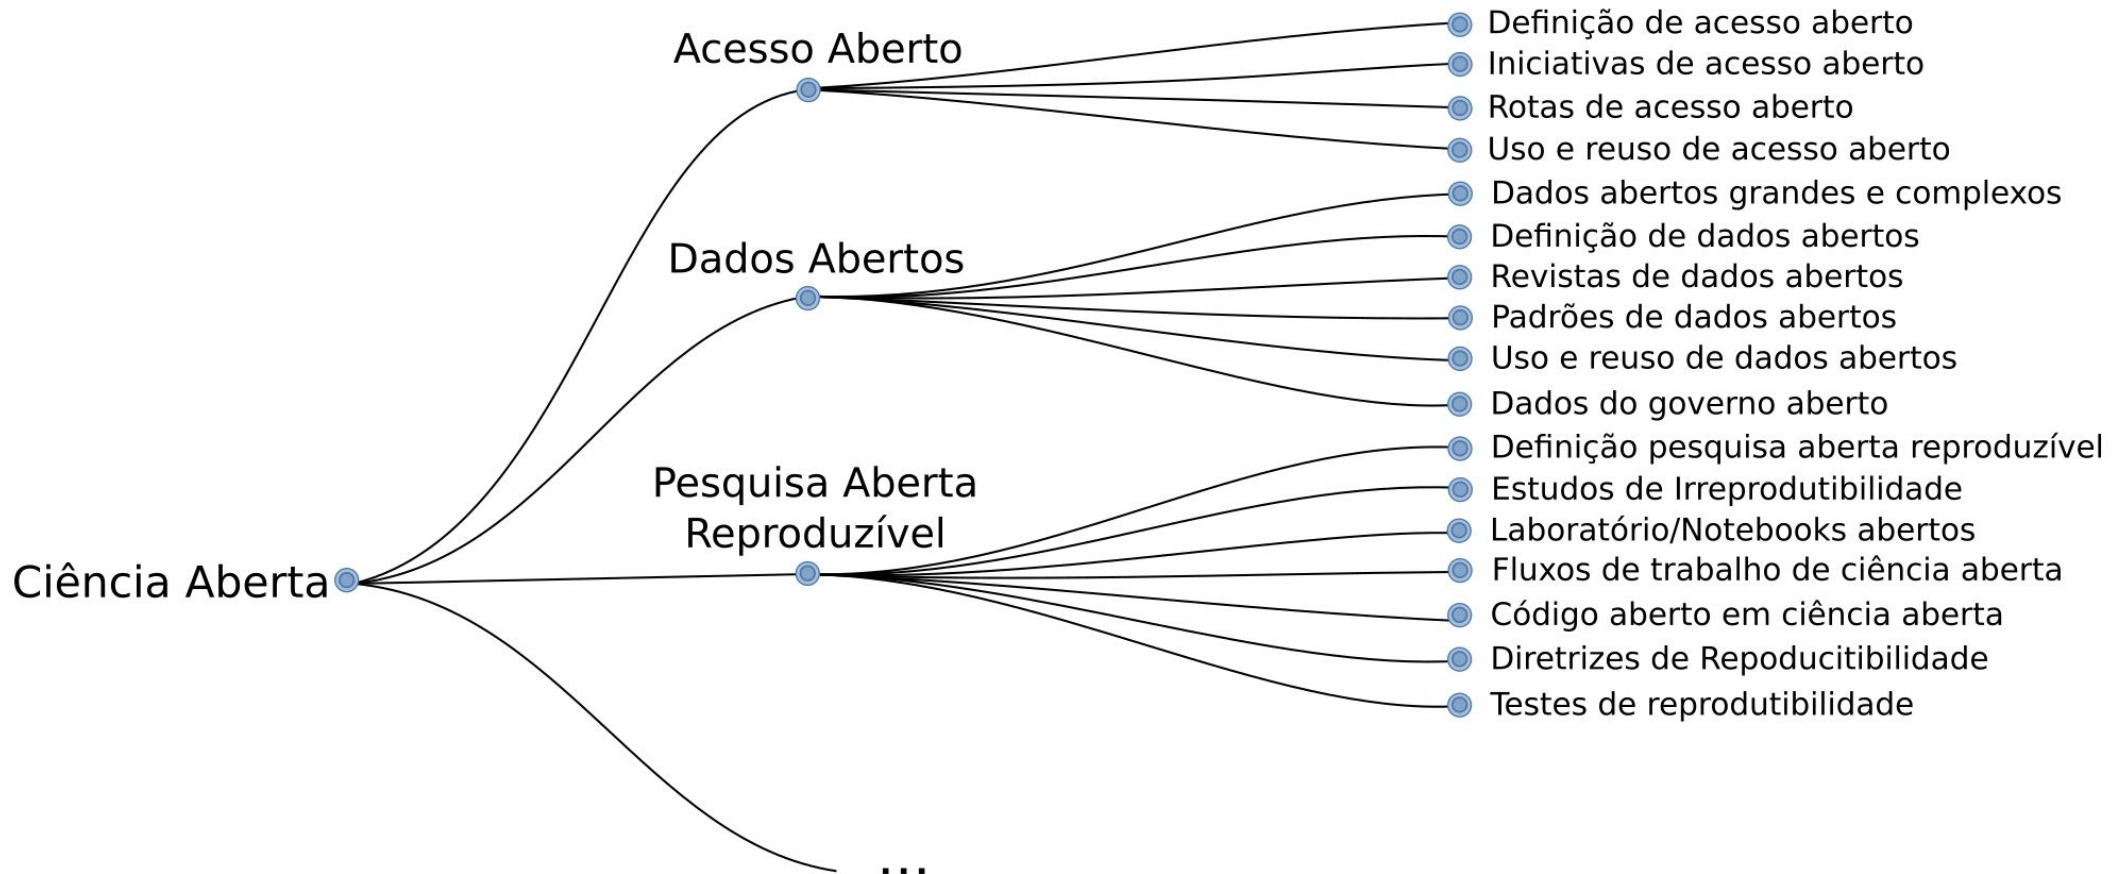 Ciência Aberta
Acesso Aberto
Definição de acesso aberto
Iniciativas de acesso aberto
Rotas de acesso aberto
Uso e reuso de acesso aberto
Dados Abertos
Dados abertos grandes e complexos
Definição de dados abertos
Revistas de dados abertos
Padrões de dados abertos
Uso e reuso de dados abertos
Dados do governo aberto
Pesquisa Aberta
Reproduzível
Definição pesquisa aberta reproduzível
Estudos de Irreprodutibilidade
Laboratório/Notebooks abertos
Fluxos de trabalho de ciência aberta
Código aberto em ciência aberta
Diretrizes de Repoducitibilidade
Testes de reprodutibilidade
...